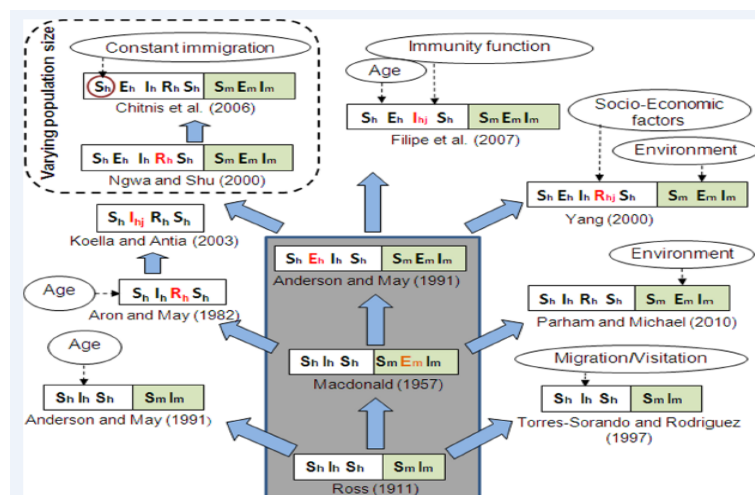 Constant immigration
Varying population size
Sh Eh Ih Rh Sh Sm Em Im
Chitnis et al. (2006)
Sh Eh Ih Rh Sh Sm Em Im
Ngwa and Shu (2000)
Immunity function
Age
Sh Eh Ihj Sh Sm Em Im
Filipe et al. (2007)
Socio-Economic
factors
Environment
Sh Eh Ih Rhj Sh Sm Em Im
Yang (2000)
Sh Ihj Rh Sh
Koella and Antia (2003)
Sh Eh Ih Sh Sm Em Im
Anderson and May (1991)
Age
Sh Ih Rh Sh
Aron and May (1982)
Environment
Sh Ih Rh Sh Sm Em Im
Parham and Michael (2010)
Age
Sh Ih Sh Sm Im
Anderson and May (1991)
Sh Ih Sh Sm Em Im
Macdonald (1957)
Migration/Visitation
Sh Ih Sh Sm Im
Torres-Sorando and Rodriguez
(1997)
Sh Ih Sh Sm Im
Ross (1911)